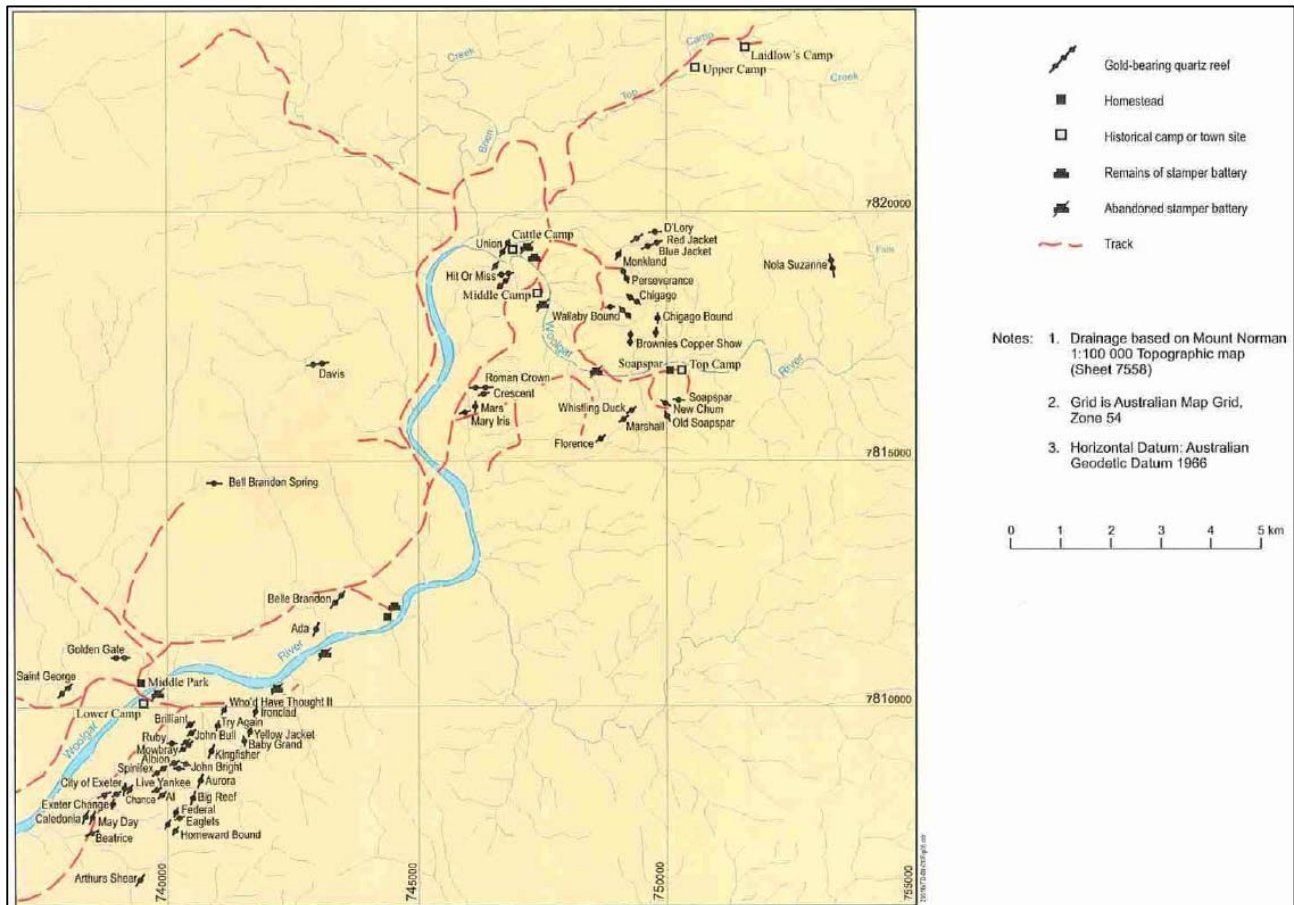 Camp
Laidlow's Camp
Upper Camp
Creek
Top
Creek
Brien
7820000
D'Lory
Union
Cattle Camp
Red Jacket
Blue Jacket
Monkland
Nola Suzanne
Hit Or Miss
Perseverance
Middle Camp
Chigago
Wallaby Bound
Chigago Bound
Woolgar
Brownies Copper Show
Soapspar
Top Camp
River
Davis
Roman Crown
Crescent
Mars
Mary Iris
Whistling Duck
Soapspar
New Chum
Marshall
Old Soapspar
Florence
7815000
Bell Brandon Spring
Belle Brandon
Ada
River
Golden Gate
Saint George
Middle Park
Lower Camp
7810000
Woolgar
Who'd Have Thought It
Ironclad
Brilliant
Try Again
Ruby
John Bull
Yellow Jacket
Mowbray
Baby Grand
Kingfisher
Albion
Spinifex
John Bright
City of Exeter
Live Yankee
Aurora
Exeter Change
Chance
Al
Big Reef
Caledonia
May Day
Federal
Eaglets
Beatrice
Homeward Bound
Arthurs Shear
740000
745000
750000
755000
Gold-bearing quartz reef
Homestead
Historical camp or town site
Remains of stamper battery
Abandoned stamper battery
Track
Notes: 1. Drainage based on Mount Norman
1:100 000 Topographic map
(Sheet 7558)
2. Grid is Australian Map Grid,
Zone 54
3. Horizontal Datum: Australian
Geodetic Datum 1966
0 1 2 3 4 5 km